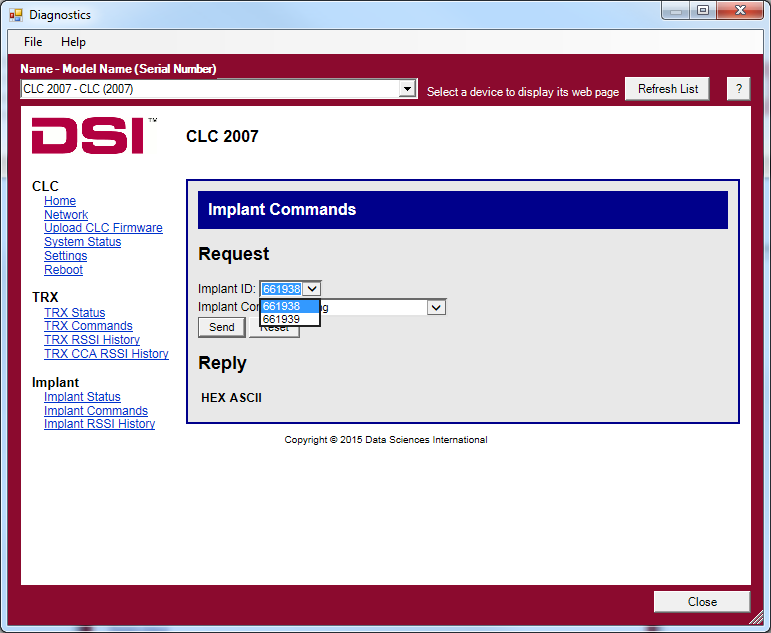 Diagnostics
File Help
Name - Model Name (Serial Number)
CLC 2007 - CLC (2007)
Select a device to display its web page
Refresh List
?
DSI™
CLC 2007
CLC
Home
Network
Upload CLC Firmware
System Status
Settings
Reboot
TRX
TRX Status
TRX Commands
TRX RSSI History
TRX CCA RSSI History
Implant
Implant Status
Implant Commands
Implant RSSI History
Implant Commands
Request
Implant ID: 661938
661938
661939
Implant Co
Send Reset
Reply
HEX ASCII
Copyright © 2015 Data Sciences International
Close